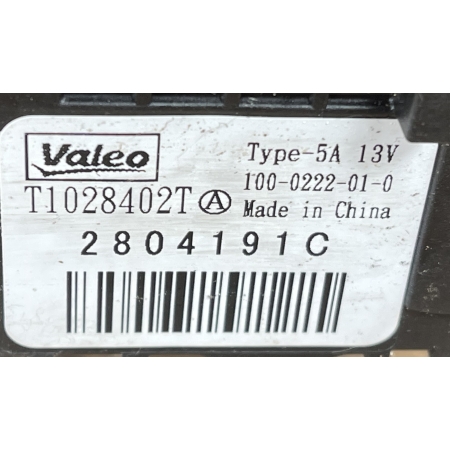 Valeo
Type-5A 13V
100-0222-01-0
T1028402T Ⓐ Made in China
2804191C